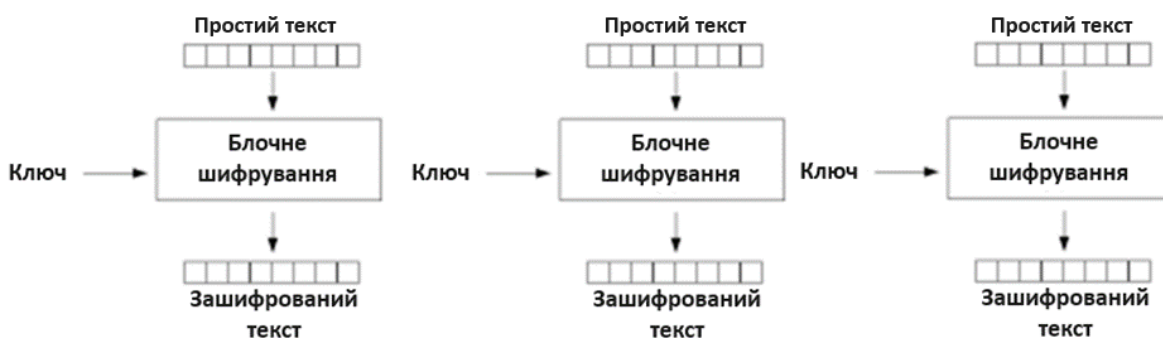 Простий текст
Простий текст
Простий текст
Ключ
Блочне
шифрування
Ключ
Блочне
шифрування
Ключ
Блочне
шифрування
Зашифрований
текст
Зашифрований
текст
Зашифрований
текст